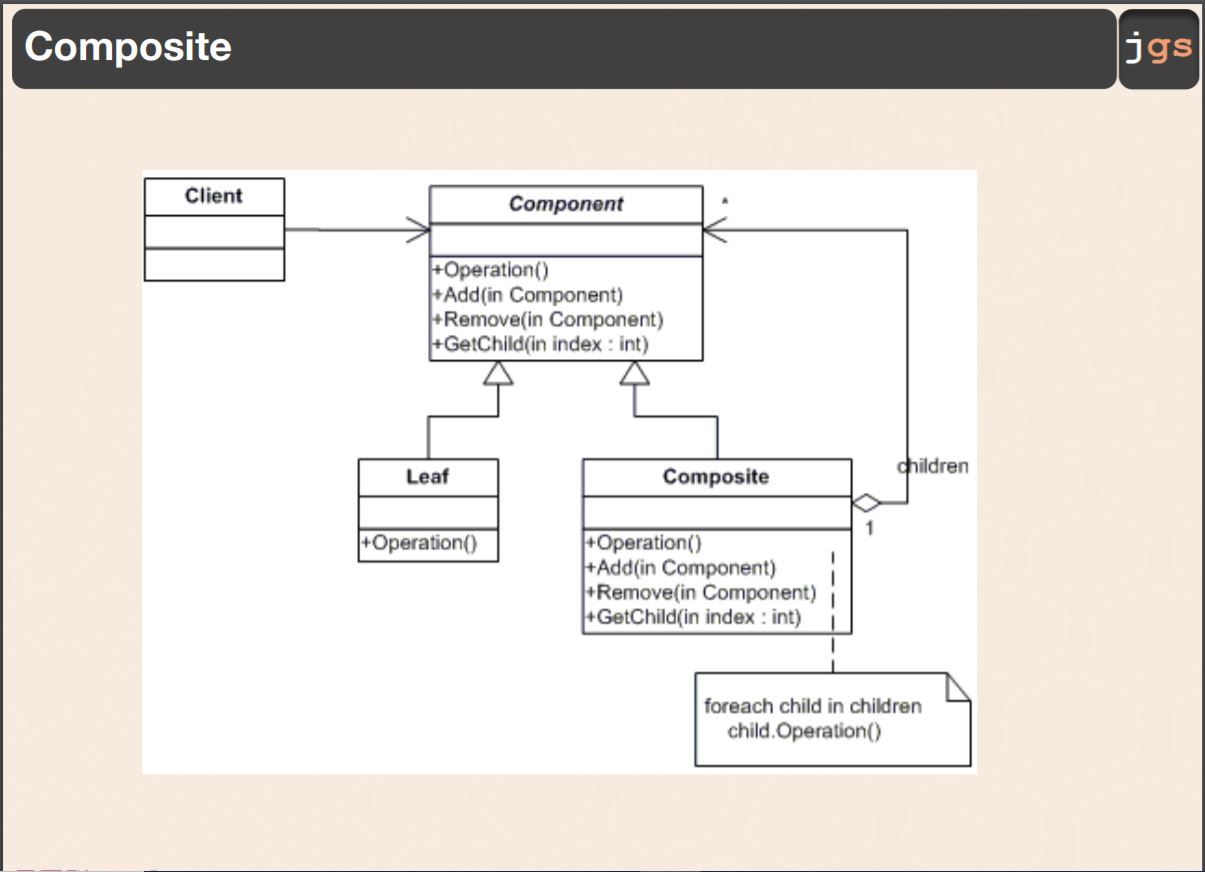 Composite
jgs
Client
Component
*
+Operation()
+Add(in Component)
+Remove(in Component)
+GetChild(in index : int)
children
Leaf
+Operation()
Composite
1
+Operation()
+Add(in Component)
+Remove(in Component)
+GetChild(in index : int)
foreach child in children
child.Operation()